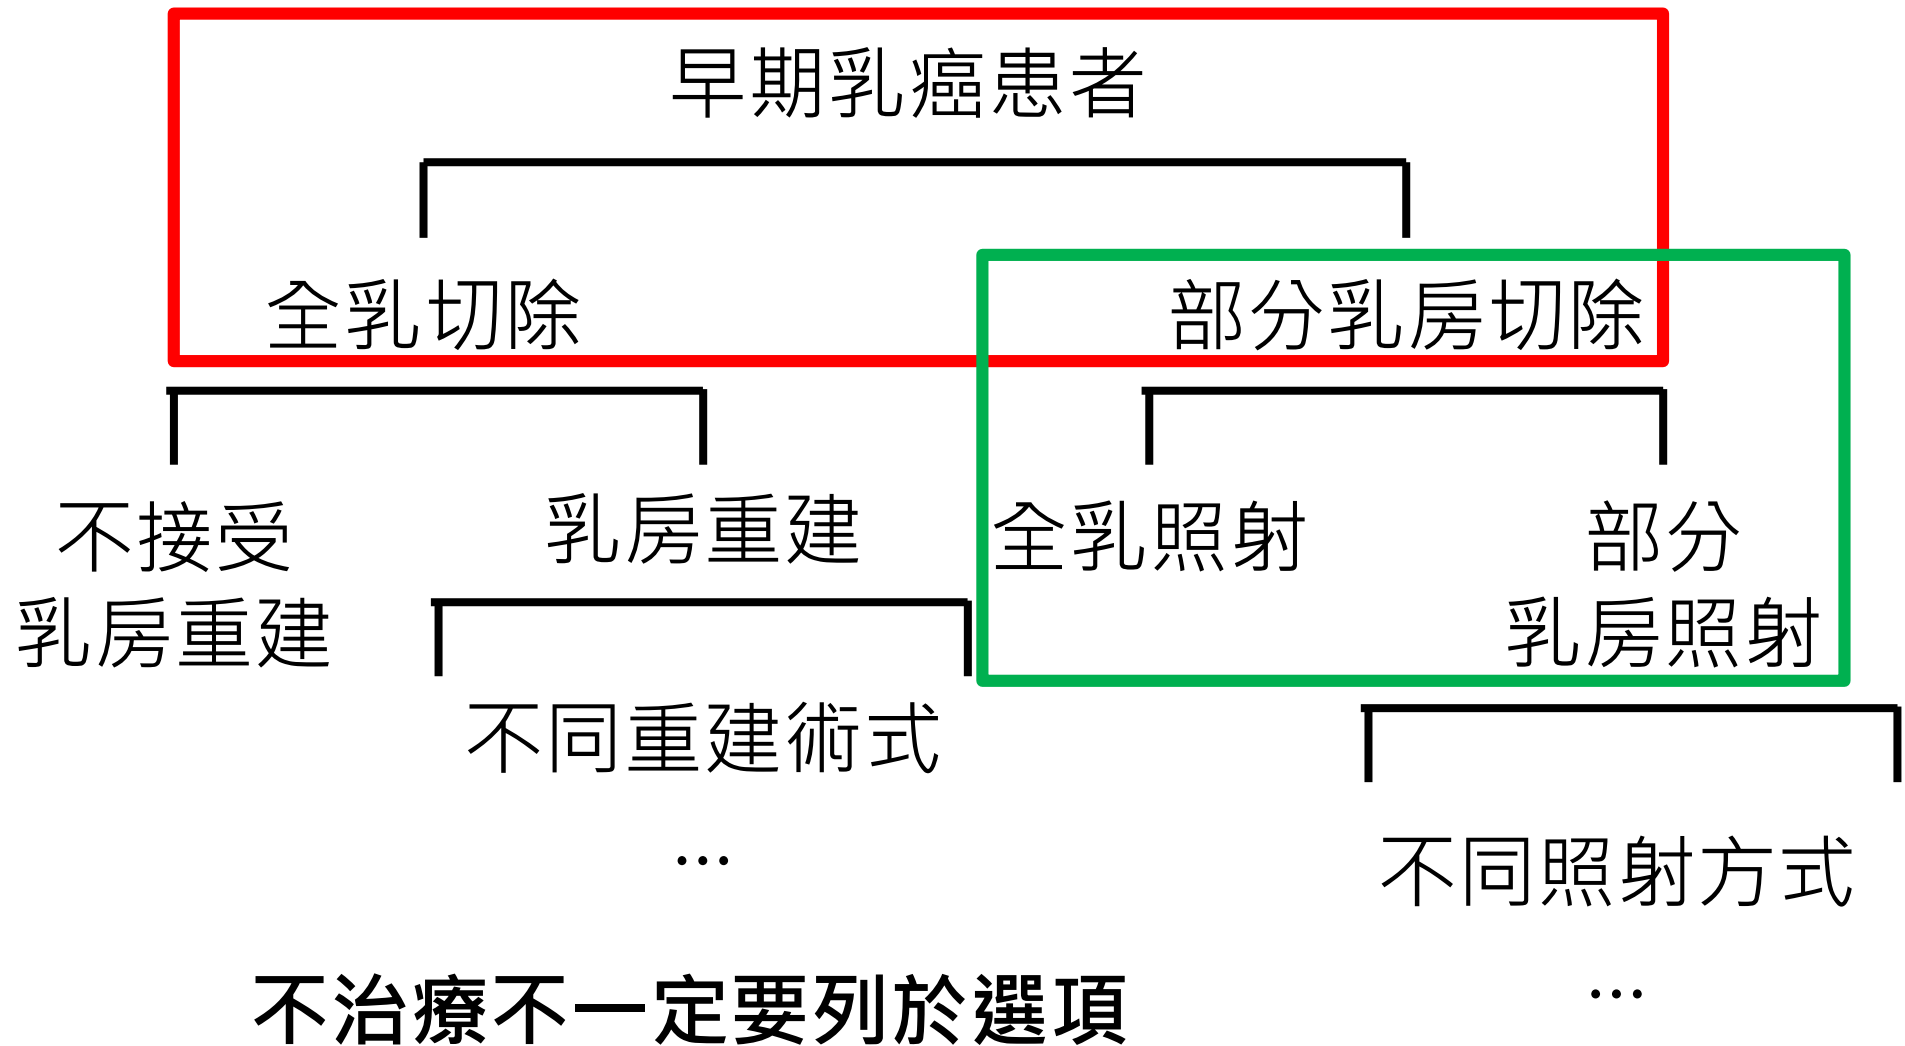 早期乳癌患者
全乳切除
部分乳房切除
不接受
乳房重建
乳房重建
全乳照射
部分
乳房照射
不同重建術式
...
不同照射方式
...
不治療不一定要列於選項